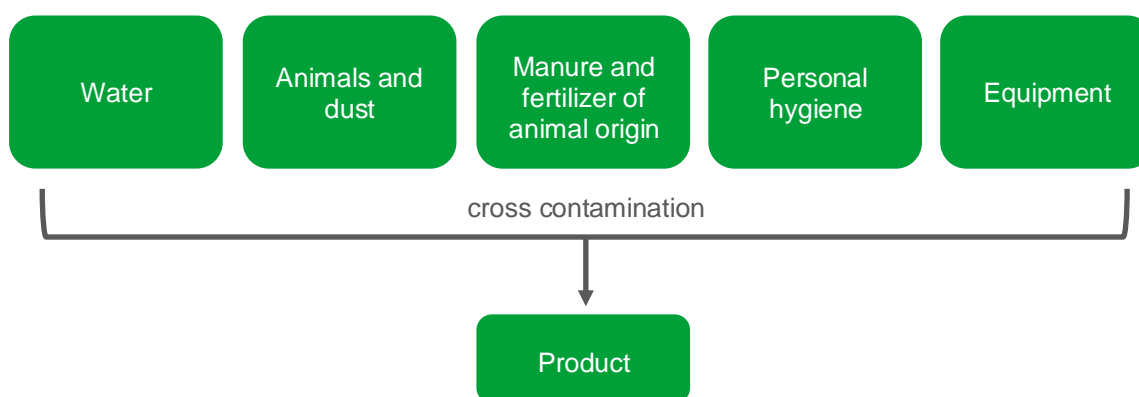 Water
Animals and
dust
Manure and
fertilizer of
animal origin
Personal
hygiene
Equipment
cross contamination
Product